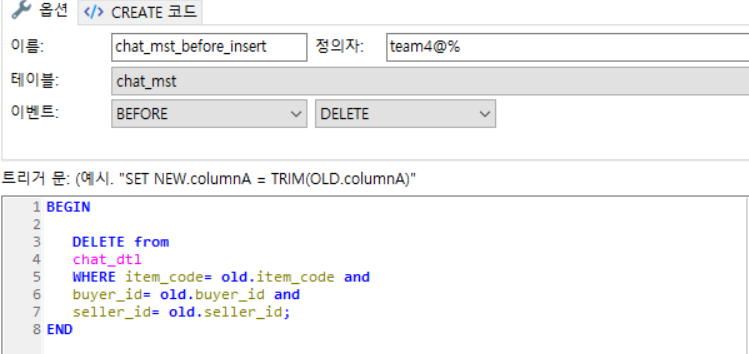 옵션 </> CREATE 코드
이름: chat_mst_before_insert 정의자: team4@%
테이블: chat_mst
이벤트: BEFORE DELETE
트리거 문: (예시. "SET NEW.columnA = TRIM(OLD.columnA)"
1 BEGIN
2
3 DELETE from
4 chat_dtl
5 WHERE item_code= old.item_code and
6 buyer_id= old.buyer_id and
7 seller_id= old.seller_id;
8 END